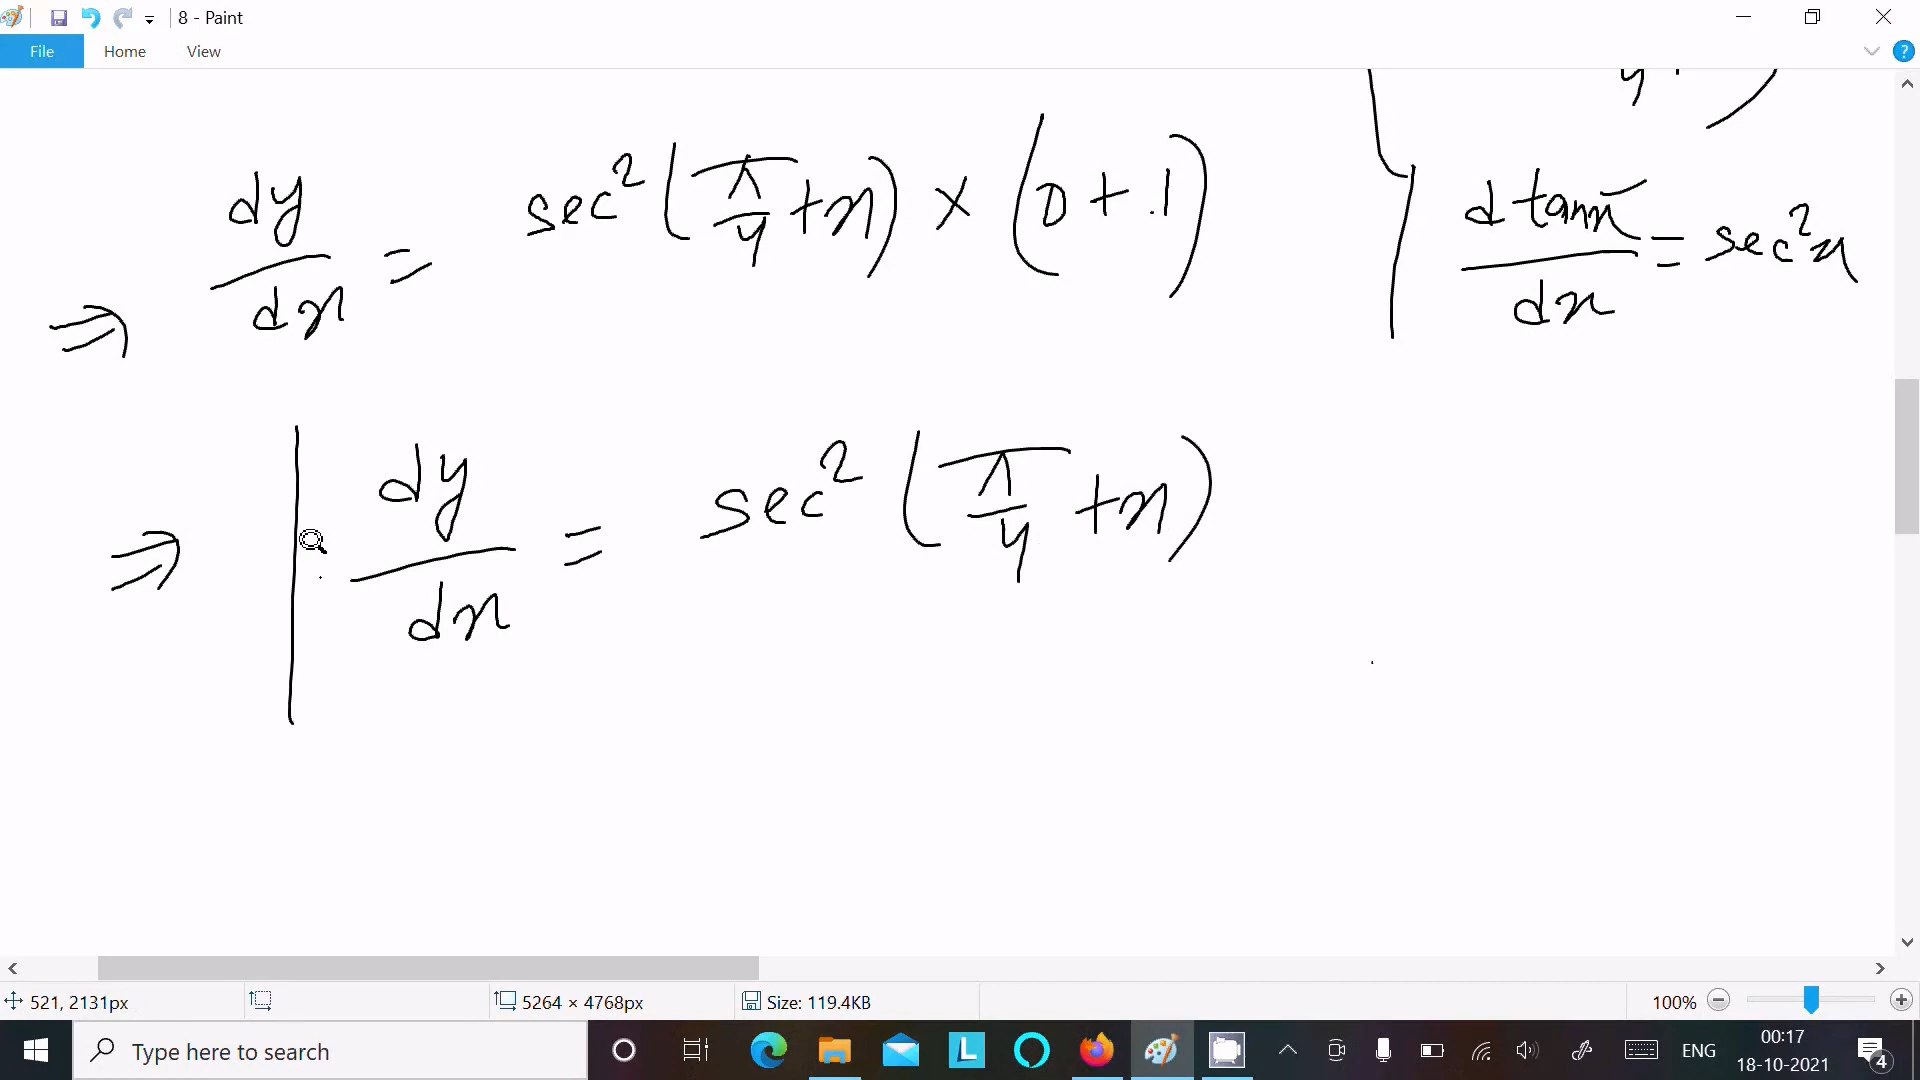 8 - Paint
File Home View
dy/dx = sec²(π/4 + x) × (0 + 1)
d tan x/dx = sec² x
⇒ dy/dx = sec²(π/4 + x)
521, 2131px
5264 × 4768px
Size: 119.4KB
100%
Type here to search
ENG
00:17
18-10-2021
4